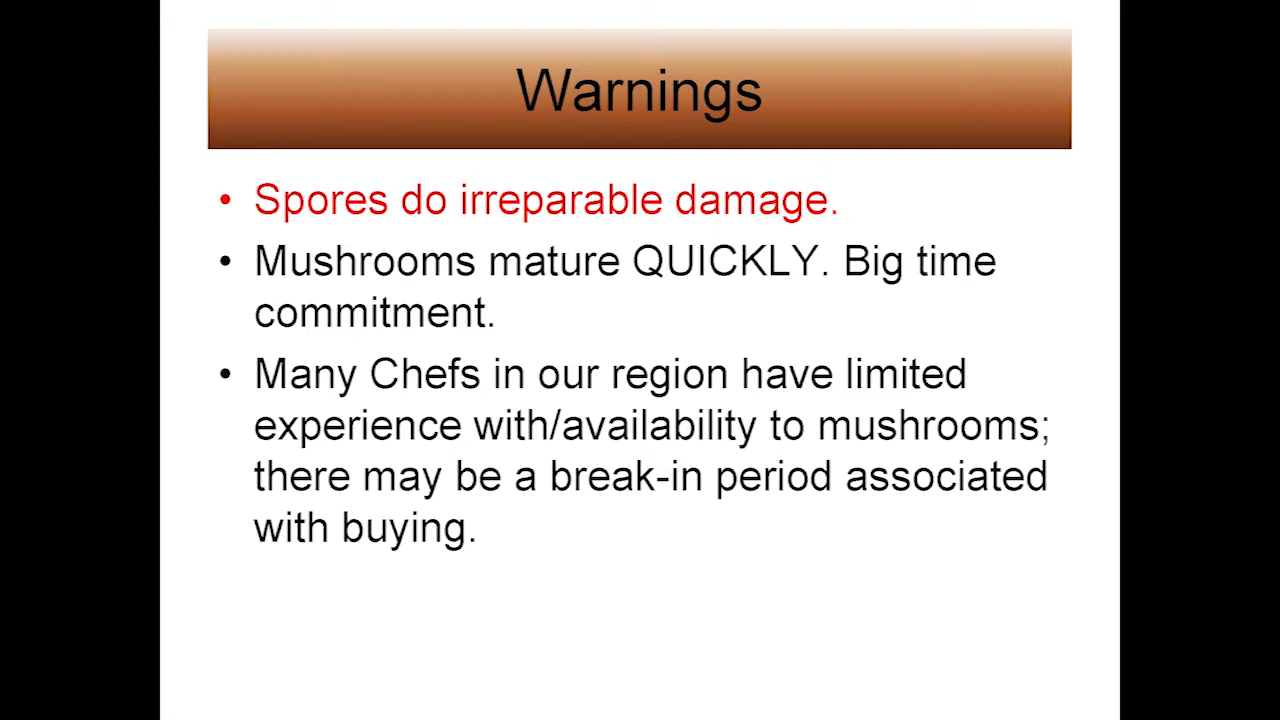 Warnings
• Spores do irreparable damage.
• Mushrooms mature QUICKLY. Big time
commitment.
• Many Chefs in our region have limited
experience with/availability to mushrooms;
there may be a break-in period associated
with buying.